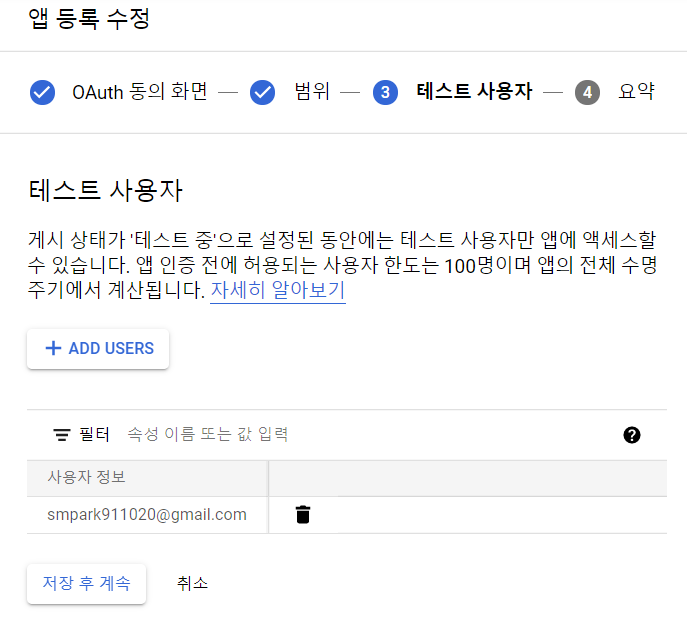 앱 등록 수정
OAuth 동의 화면 — 범위 — 3 테스트 사용자 — 4 요약
테스트 사용자
게시 상태가 '테스트 중'으로 설정된 동안에는 테스트 사용자만 앱에 액세스할
수 있습니다. 앱 인증 전에 허용되는 사용자 한도는 100명이며 앱의 전체 수명
주기에서 계산됩니다. 자세히 알아보기
+ ADD USERS
필터 속성 이름 또는 값 입력 ?
사용자 정보
smpark911020@gmail.com
저장 후 계속 취소